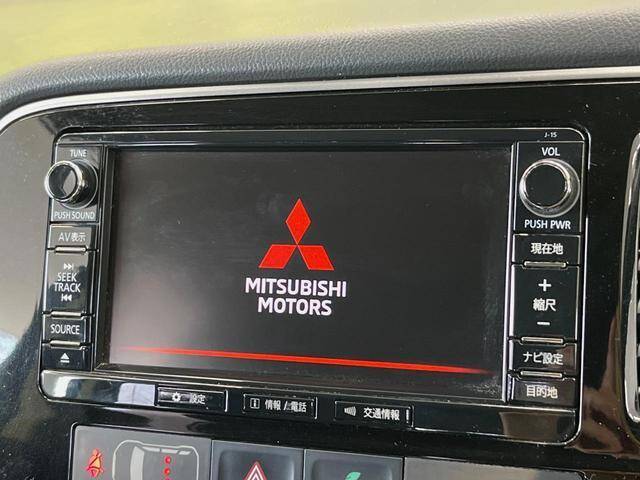 J-15
TUNE
PUSH SOUND
AV表示
SEEK
TRACK
SOURCE
MITSUBISHI
MOTORS
VOL
PUSH PWR
現在地
+
縮尺
−
ナビ設定
目的地
設定
i 情報/電話
交通情報